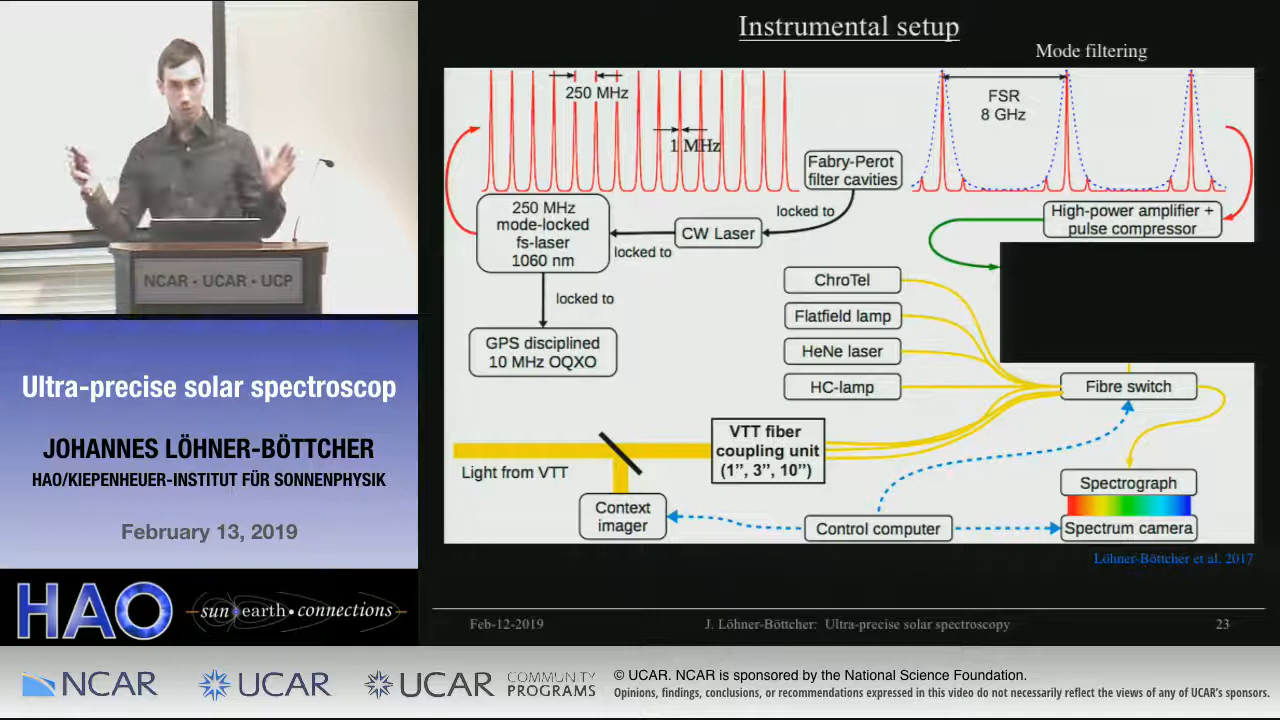 Instrumental setup
Mode filtering
250 MHz
1 MHz
FSR
8 GHz
Fabry-Perot
filter cavities
250 MHz
mode-locked
fs-laser
1060 nm
locked to
CW Laser
locked to
High-power amplifier +
pulse compressor
locked to
GPS disciplined
10 MHz OQXO
ChroTel
Flatfield lamp
HeNe laser
HC-lamp
Fibre switch
VTT fiber
coupling unit
(1”, 3”, 10”)
Light from VTT
Context
imager
Control computer
Spectrograph
Spectrum camera
Löhner-Böttcher et al. 2017
Feb-12-2019
J. Löhner-Böttcher: Ultra-precise solar spectroscopy
23
NCAR • UCAR • UCP
Ultra-precise solar spectroscop
JOHANNES LÖHNER-BÖTTCHER
HAO/KIEPENHEUER-INSTITUT FÜR SONNENPHYSIK
February 13, 2019
HAO
sun•earth•connections
NCAR
UCAR
UCAR
COMMUNITY
PROGRAMS
© UCAR. NCAR is sponsored by the National Science Foundation.
Opinions, findings, conclusions, or recommendations expressed in this video do not necessarily reflect the views of any of UCAR's sponsors.